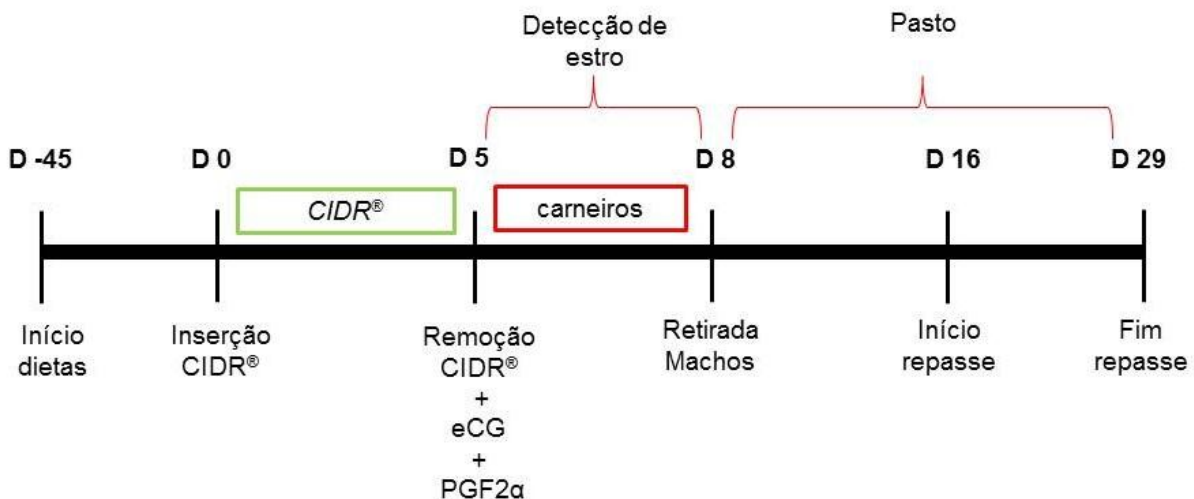 Detecção de
estro
Pasto
D -45
D 0
D 5
D 8
D 16
D 29
CIDR®
carneiros
Início
dietas
Inserção
CIDR®
Remoção
CIDR®
+
eCG
+
PGF2α
Retirada
Machos
Início
repasse
Fim
repasse